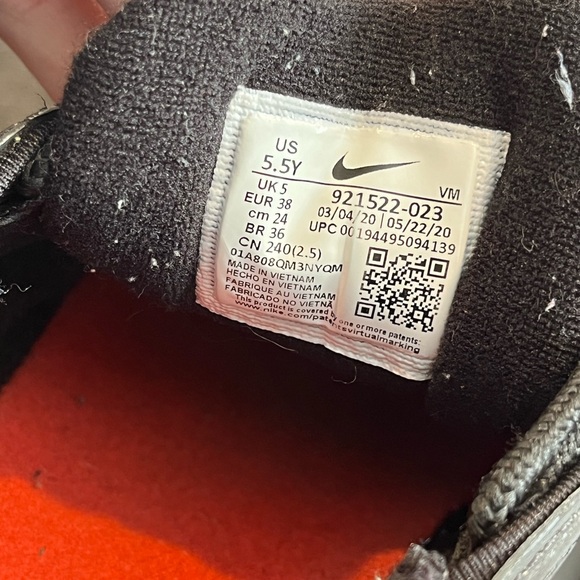 US
5.5Y
VM
UK 5
EUR 38
cm 24
BR 36
CN 240(2.5)
921522-023
03/04/20 | 05/22/20
UPC 00194495094139
01A808QM3NYQM
MADE IN VIETNAM
HECHO EN VIETNAM
FABRIQUE AU VIETNAM
FABRICADO NO VIETNÃ
This product is covered by one or more patents:
www.nike.com/patentsvirtualmarking